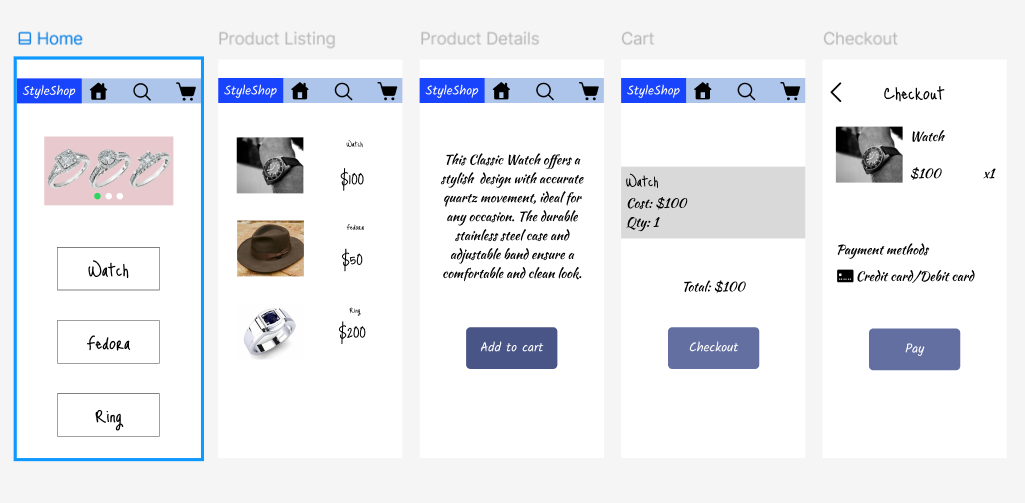 Home
StyleShop
Watch
fedora
Ring
Product Listing
StyleShop
Watch
$100
fedora
$50
Ring
$200
Product Details
StyleShop
This Classic Watch offers a
stylish design with accurate
quartz movement, ideal for
any occasion. The durable
stainless steel case and
adjustable band ensure a
comfortable and clean look.
Add to cart
Cart
StyleShop
Watch
Cost: $100
Qty: 1
Total: $100
Checkout
Checkout
Checkout
Watch
$100 x1
Payment methods
Credit card/Debit card
Pay